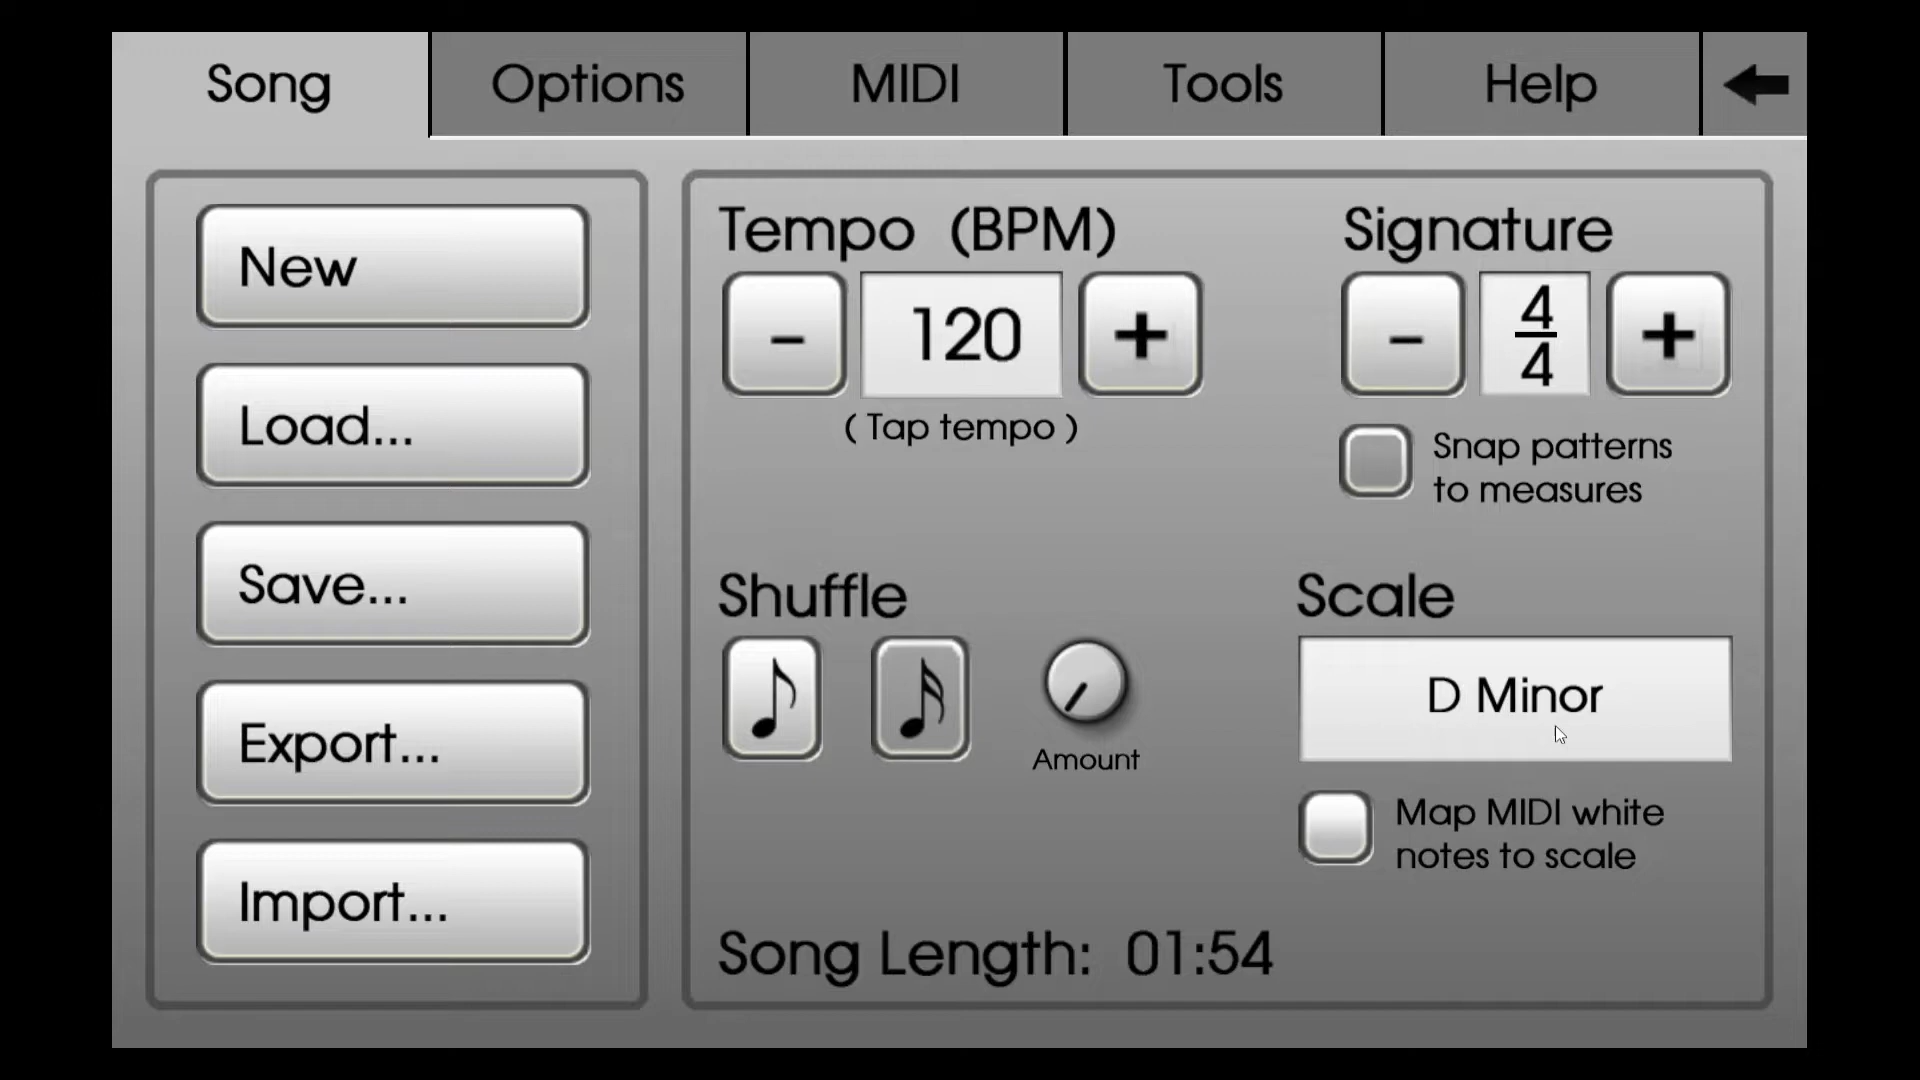 Song
Options
MIDI
Tools
Help
New
Load...
Save...
Export...
Import...
Tempo (BPM)
- 120 +
( Tap tempo )
Signature
- 4/4 +
Snap patterns
to measures
Shuffle
Amount
Scale
D Minor
Map MIDI white
notes to scale
Song Length: 01:54